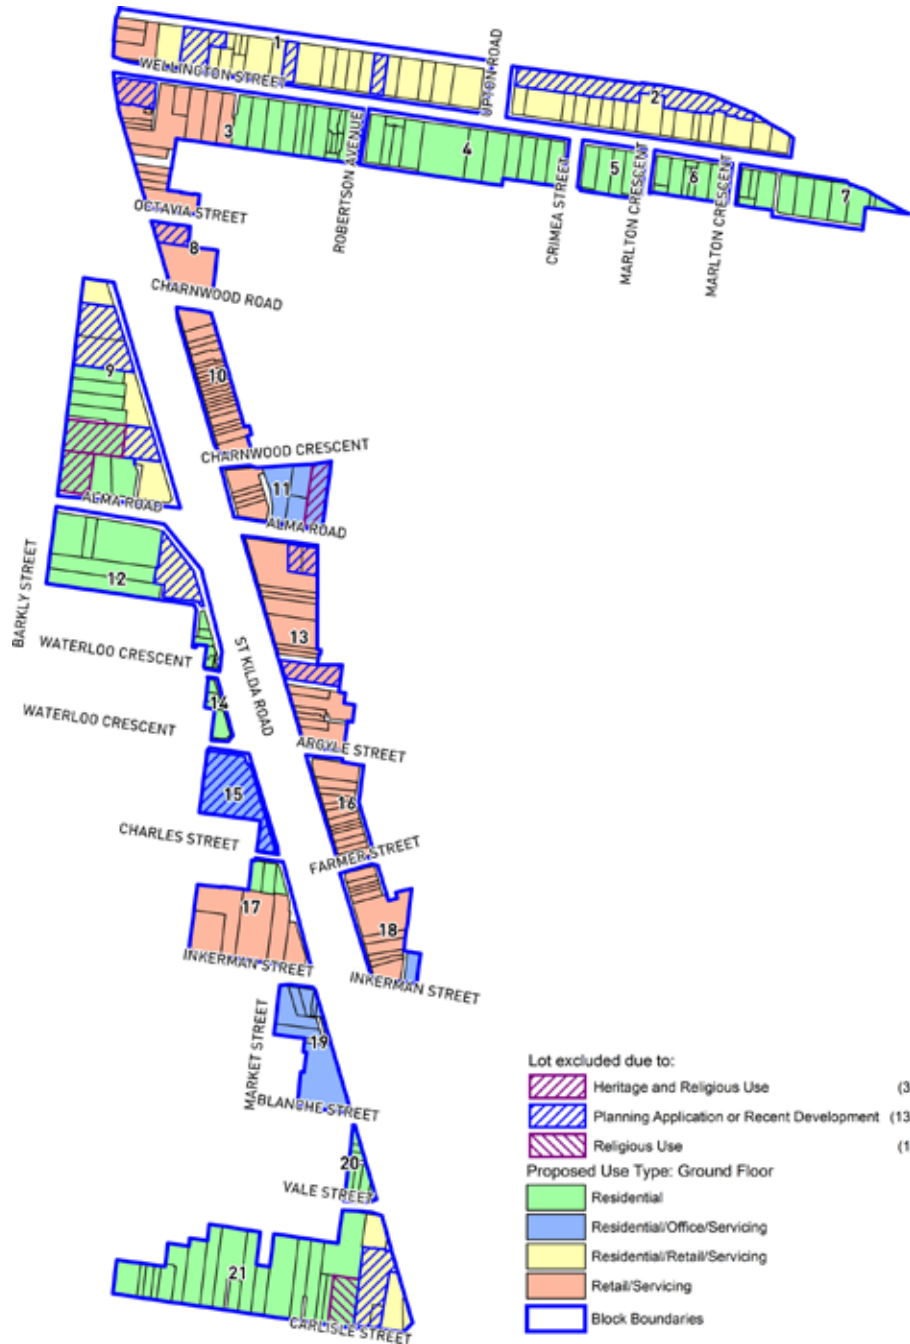 1
UPTON ROAD
WELLINGTON STREET
2
3
ROBERTSON AVENUE
4
CRIMEA STREET
5
MARLTON CRESCENT
6
MARLTON CRESCENT
7
OCTAVIA STREET
8
CHARNWOOD ROAD
9
10
CHARNWOOD CRESCENT
11
ALMA ROAD
ALMA ROAD
BARKLY STREET
12
WATERLOO CRESCENT
ST KILDA ROAD
13
WATERLOO CRESCENT
14
ARGYLE STREET
15
16
CHARLES STREET
FARMER STREET
17
18
INKERMAN STREET
INKERMAN STREET
MARKET STREET
19
BLANCHE STREET
20
VALE STREET
21
CARLISLE STREET
Lot excluded due to:
Heritage and Religious Use (3
Planning Application or Recent Development (13
Religious Use (1
Proposed Use Type: Ground Floor
Residential
Residential/Office/Servicing
Residential/Retail/Servicing
Retail/Servicing
Block Boundaries